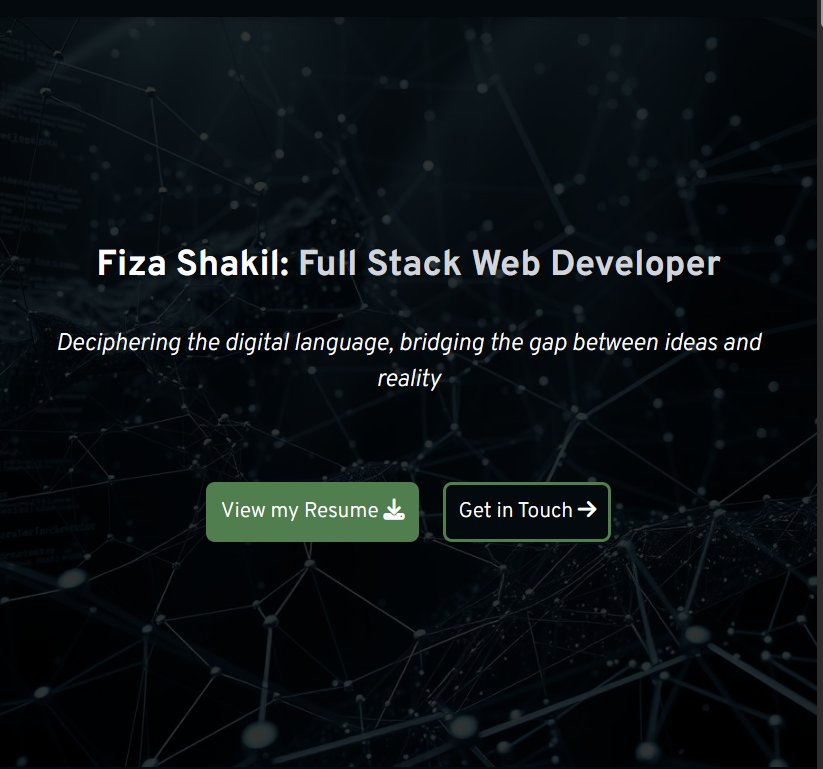 Fiza Shakil: Full Stack Web Developer
Deciphering the digital language, bridging the gap between ideas and
reality
View my Resume
Get in Touch